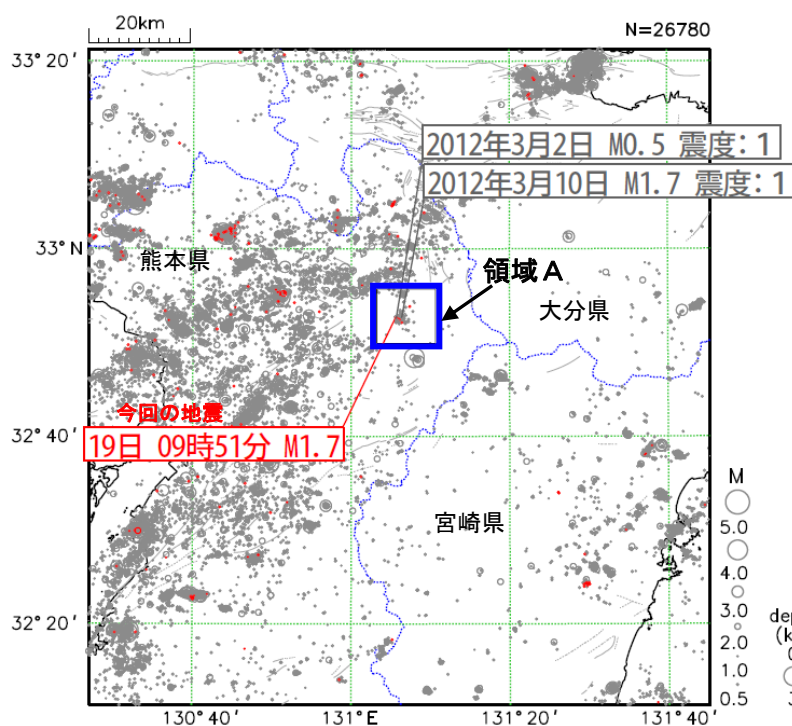 20km
N=26780
33° 20′
2012年3月2日 M0.5 震度：1
2012年3月10日 M1.7 震度：1
33° N
熊本県
領域 A
大分県
今回の地震
19日 09時51分 M1.7
32° 40′
宮崎県
M
5.0
4.0
3.0
2.0
1.0
0.5
32° 20′
130° 40′
131° E
131° 20′
131° 40′